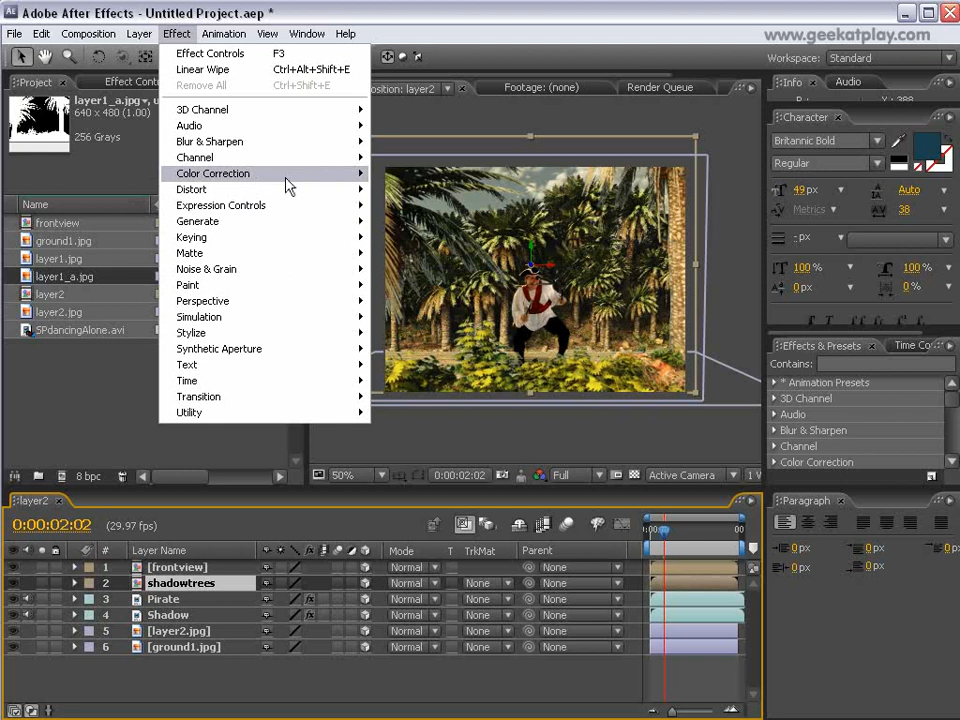 Adobe After Effects - Untitled Project.aep *
File Edit Composition Layer Effect Animation View Window Help
www.geekatplay.com
Workspace: Standard
Project
Effect Contr
layer1_a.jpg
640 x 480 (1.00)
256 Grays
Name
frontview
ground1.jpg
layer1.jpg
layer1_a.jpg
layer2
layer2.jpg
SPdancingAlone.avi
8 bpc
Effect Controls F3
Linear Wipe Ctrl+Alt+Shift+E
Remove All Ctrl+Shift+E
3D Channel
Audio
Blur & Sharpen
Channel
Color Correction
Distort
Expression Controls
Generate
Keying
Matte
Noise & Grain
Paint
Perspective
Simulation
Stylize
Synthetic Aperture
Text
Time
Transition
Utility
position: layer2
Footage: (none)
Render Queue
50% 0:00:02:02 Full Active Camera 1 V
Info
Audio
Character
Britannic Bold
Regular
49 px Auto
Metrics 38
- px
100 % 100 %
0 px 0 %
Effects & Presets
Time Co
Contains:
* Animation Presets
3D Channel
Audio
Blur & Sharpen
Channel
Color Correction
layer2
0:00:02:02 (29.97 fps)
# Layer Name Mode T TrkMat Parent
1 [frontview] Normal None
2 shadowtrees Normal None None
3 Pirate Normal None None
4 Shadow Normal None None
5 [layer2.jpg] Normal None None
6 [ground1.jpg] Normal None None
Paragraph
0 px 0 px 0 px
0 px 0 px